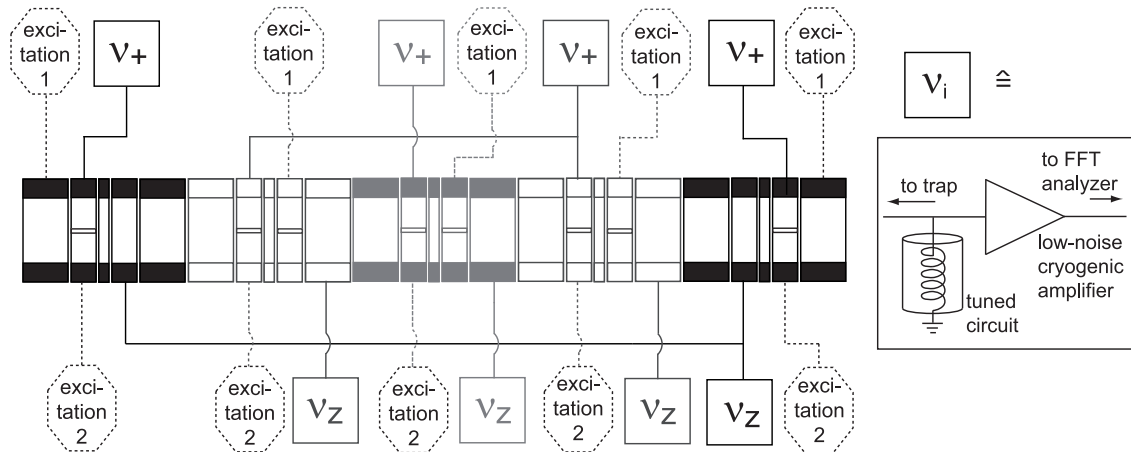 exci-
tation
1
ν+
exci-
tation
1
ν+
exci-
tation
1
ν+
exci-
tation
1
ν+
exci-
tation
1
νi
≙
to FFT
analyzer
to trap
low-noise
cryogenic
amplifier
tuned
circuit
exci-
tation
2
exci-
tation
2
νz
exci-
tation
2
νz
exci-
tation
2
νz
νz
exci-
tation
2